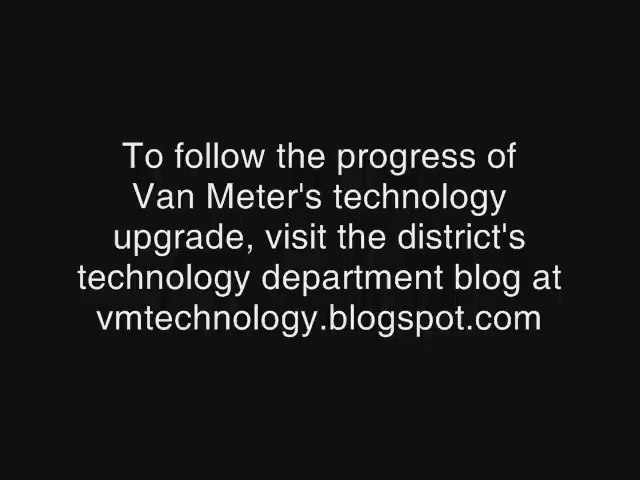 To follow the progress of
Van Meter's technology
upgrade, visit the district's
technology department blog at
vmtechnology.blogspot.com